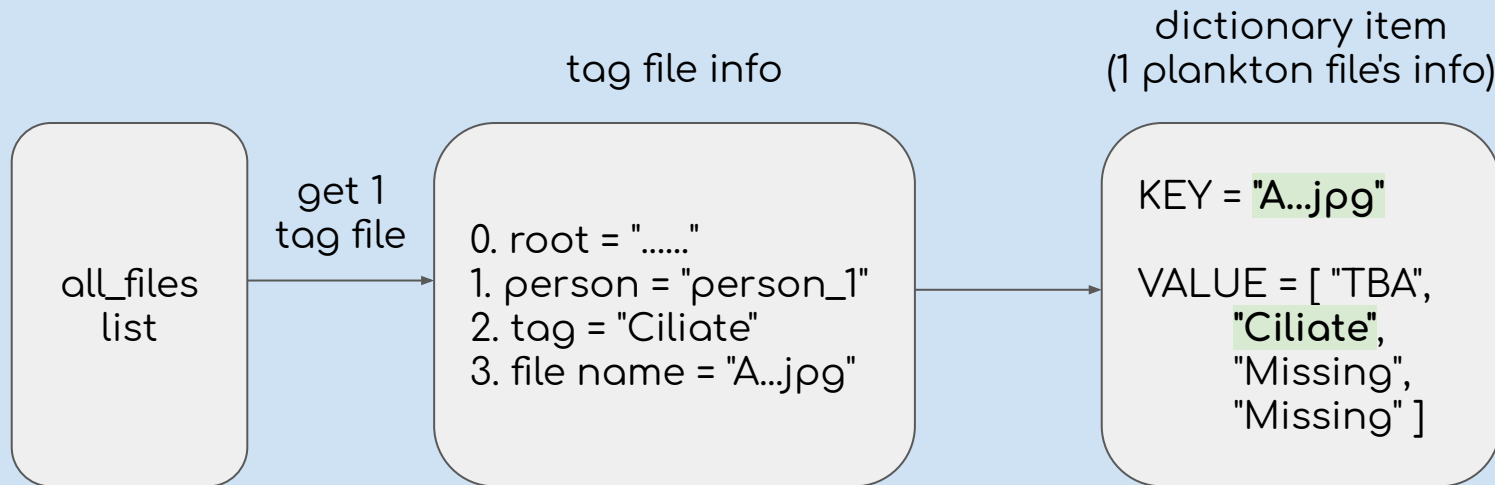 tag file info
dictionary item
(1 plankton file's info)
all_files
list
get 1
tag file
0. root = "......"
1. person = "person_1"
2. tag = "Ciliate"
3. file name = "A...jpg"
KEY = "A...jpg"
VALUE = [ "TBA",
"Ciliate",
"Missing",
"Missing" ]